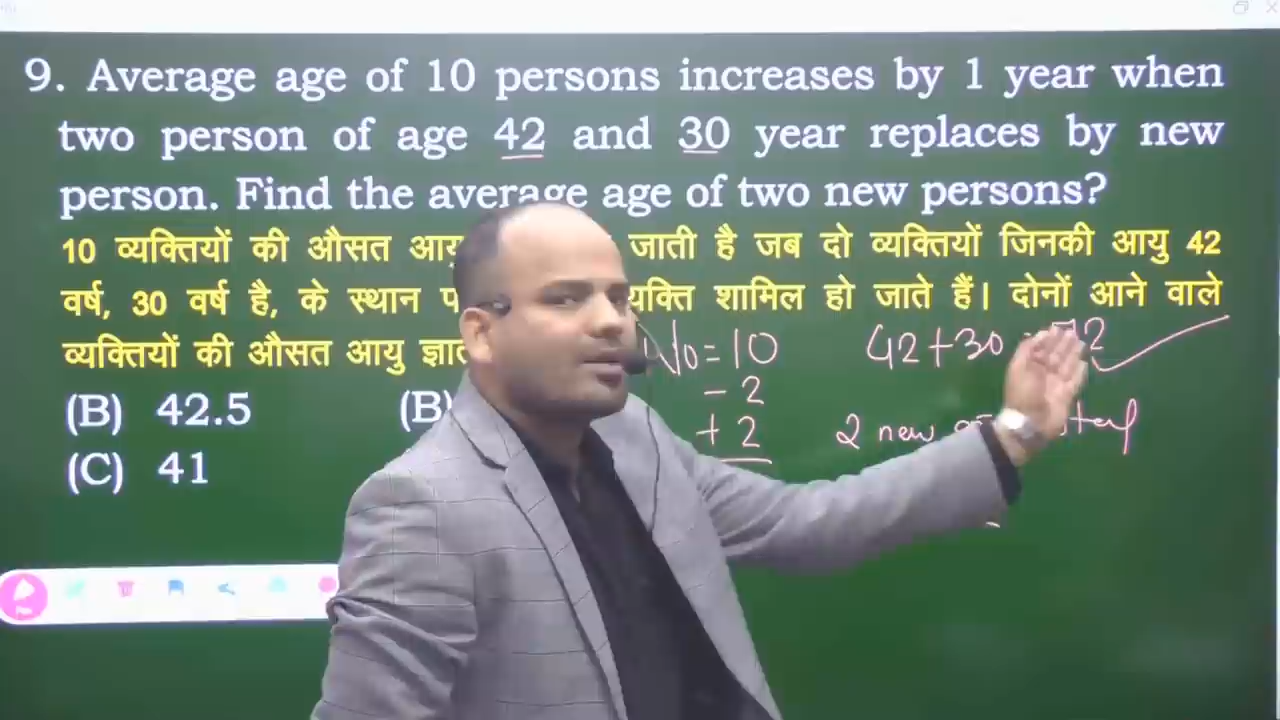 9. Average age of 10 persons increases by 1 year when
two person of age 42 and 30 year replaces by new
person. Find the average age of two new persons?
10 व्यक्तियों की औसत जाती है जब दो व्यक्तियों जिनकी आयु 42
वर्ष, 30 वर्ष है, के स्थान शामिल हो जाते हैं। दोनों आने वाले
व्यक्तियों की औसत आयु
No = 10 42+30
- 2
(B) 42.5 (B)
+ 2 2 new
(C) 41